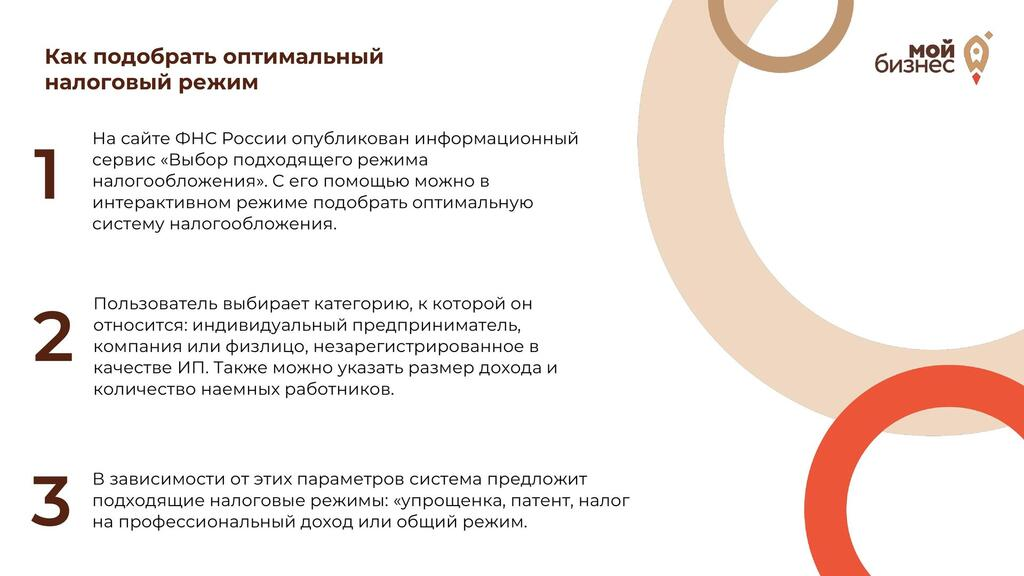 Как подобрать оптимальный
налоговый режим
мой
бизнес
1
На сайте ФНС России опубликован информационный
сервис «Выбор подходящего режима
налогообложения». С его помощью можно в
интерактивном режиме подобрать оптимальную
систему налогообложения.
2
Пользователь выбирает категорию, к которой он
относится: индивидуальный предприниматель,
компания или физлицо, незарегистрированное в
качестве ИП. Также можно указать размер дохода и
количество наемных работников.
3
В зависимости от этих параметров система предложит
подходящие налоговые режимы: «упрощенка, патент, налог
на профессиональный доход или общий режим.